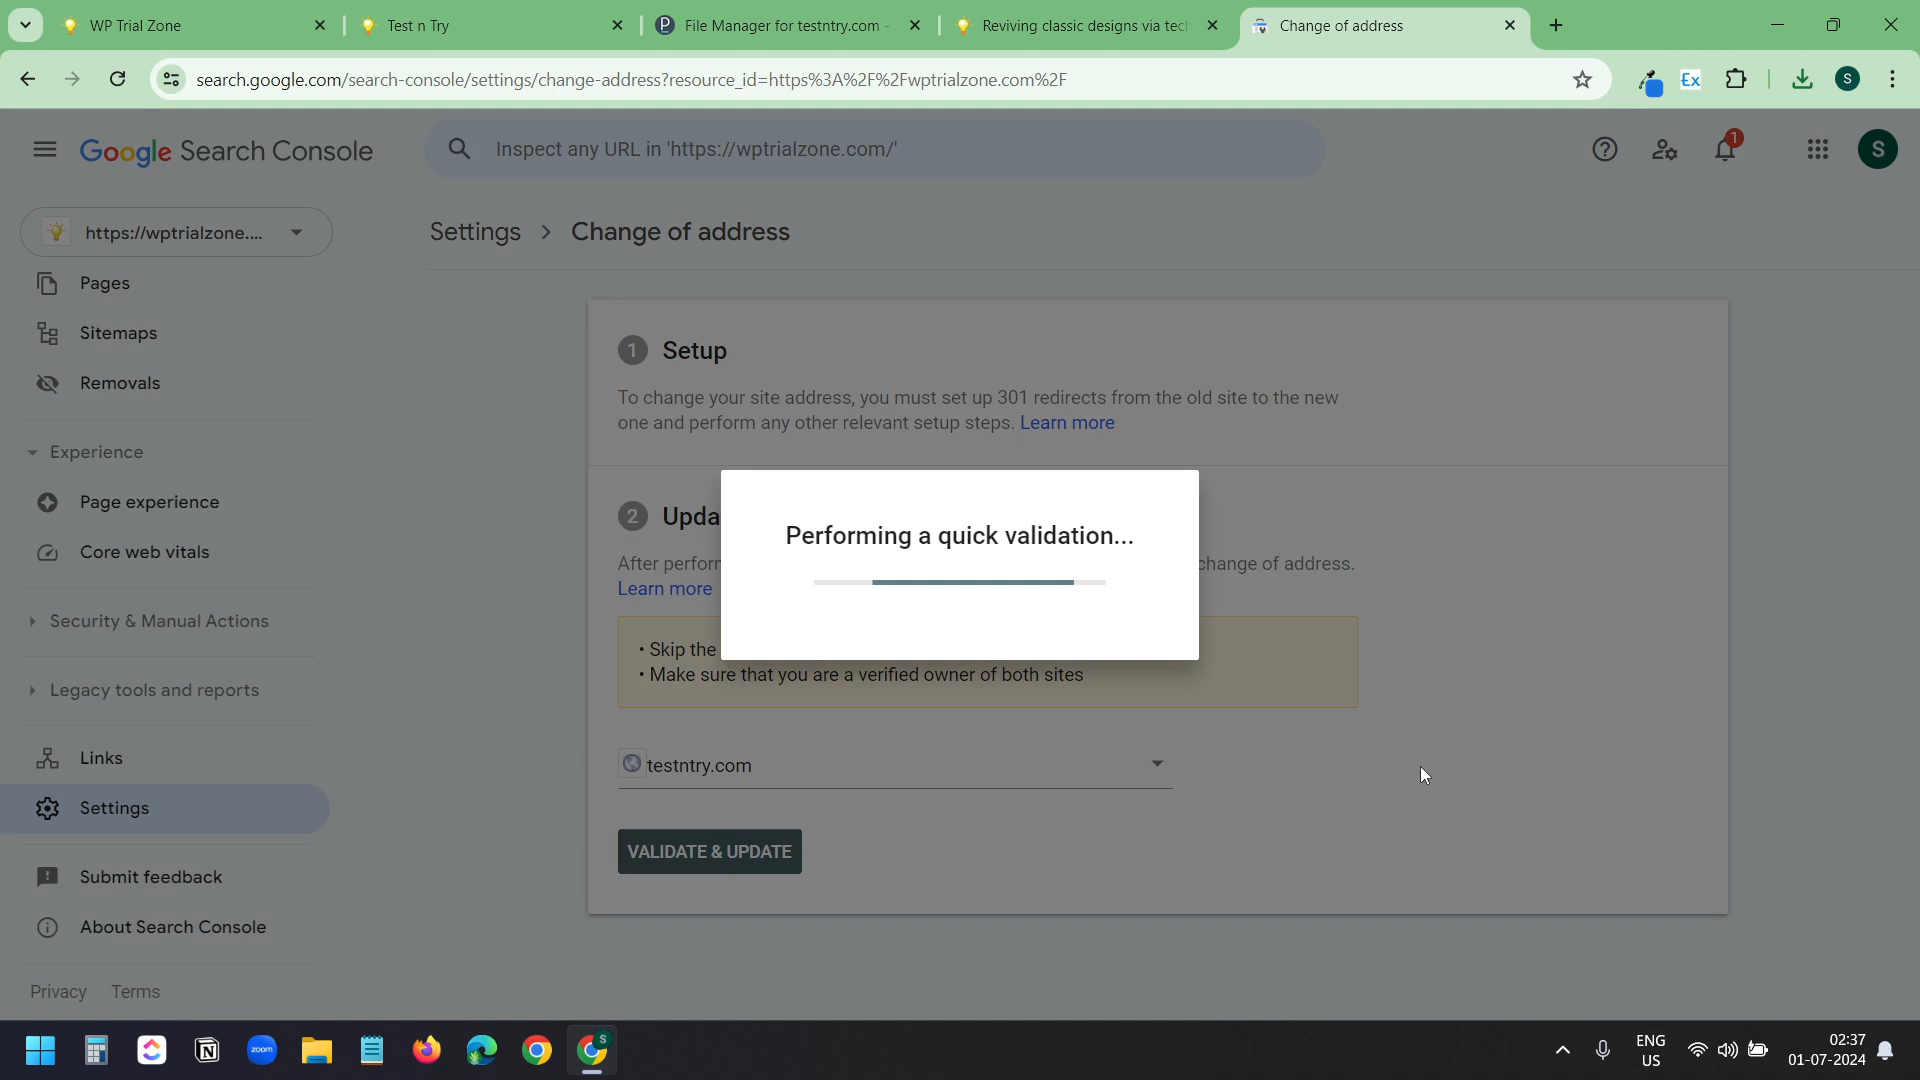 WP Trial Zone
Test n Try
File Manager for testntry.com -
Reviving classic designs via tech
Change of address
search.google.com/search-console/settings/change-address?resource_id=https%3A%2F%2Fwptrialzone.com%2F
Ex
S
Google Search Console
Inspect any URL in 'https://wptrialzone.com/'
1
S
https://wptrialzone....
Settings
Change of address
Pages
Sitemaps
Removals
Experience
Page experience
Core web vitals
Security & Manual Actions
Legacy tools and reports
Links
Settings
Submit feedback
About Search Console
Privacy
Terms
1 Setup
To change your site address, you must set up 301 redirects from the old site to the new
one and perform any other relevant setup steps. Learn more
2 Upda
After perfor
change of address.
Learn more
Performing a quick validation...
• Skip the
• Make sure that you are a verified owner of both sites
testntry.com
VALIDATE & UPDATE
zoom
S
ENG
US
02:37
01-07-2024